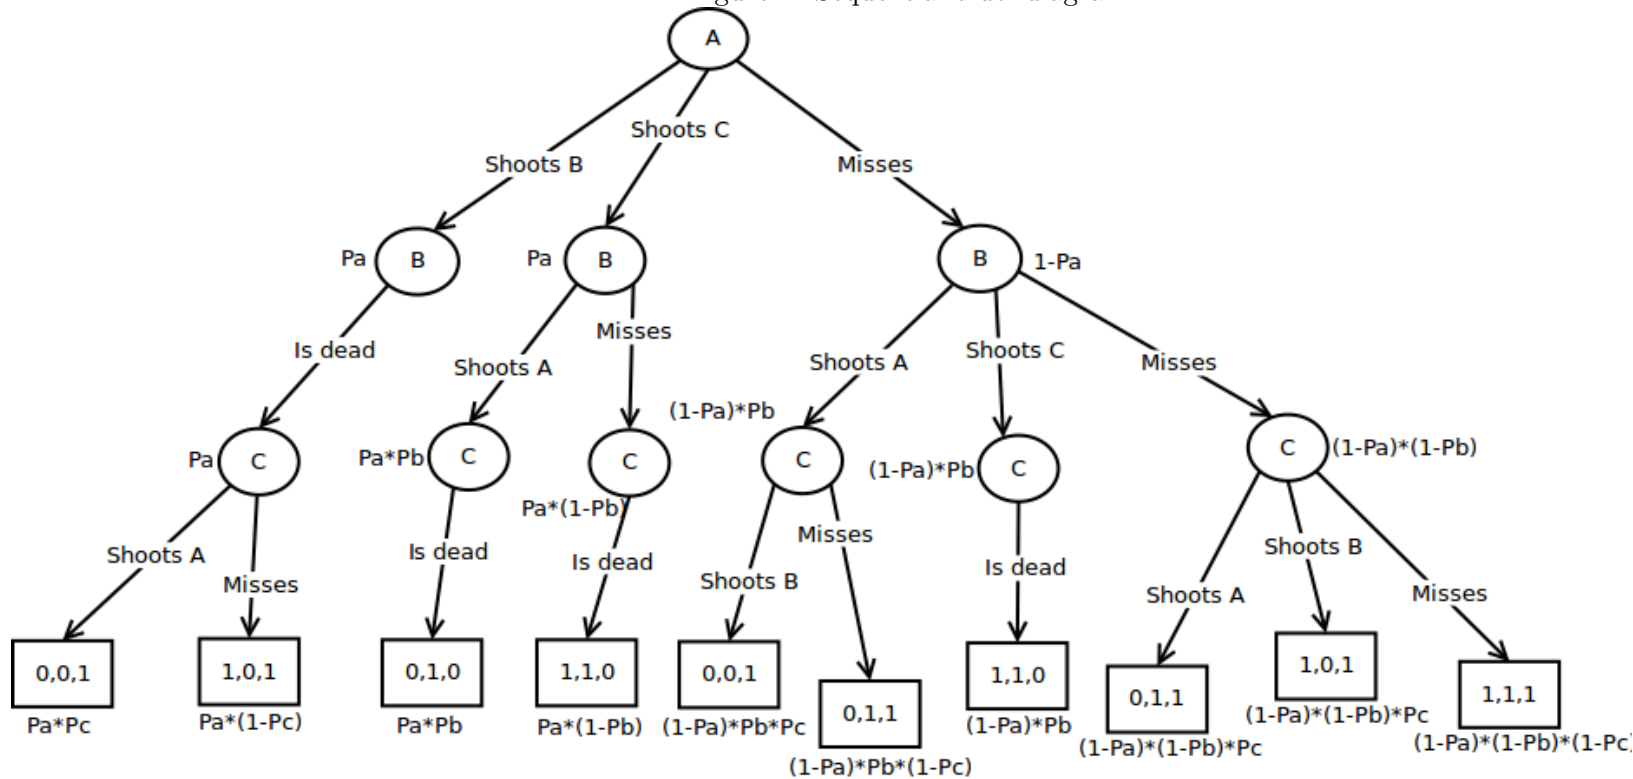 A
Shoots B
Shoots C
Misses
Pa
B
Pa
B
B
1-Pa
Is dead
Shoots A
Misses
Shoots A
Shoots C
Misses
Pa
C
Pa*Pb
C
Pa*(1-Pb)
C
(1-Pa)*Pb
C
(1-Pa)*Pb
C
C
(1-Pa)*(1-Pb)
Shoots A
Misses
Is dead
Is dead
Shoots B
Misses
Is dead
Shoots A
Shoots B
Misses
0,0,1
1,0,1
0,1,0
1,1,0
0,0,1
0,1,1
1,1,0
0,1,1
1,0,1
1,1,1
Pa*Pc
Pa*(1-Pc)
Pa*Pb
Pa*(1-Pb)
(1-Pa)*Pb*Pc
(1-Pa)*Pb*(1-Pc)
(1-Pa)*Pb
(1-Pa)*(1-Pb)*Pc
(1-Pa)*(1-Pb)*Pc
(1-Pa)*(1-Pb)*(1-Pc)